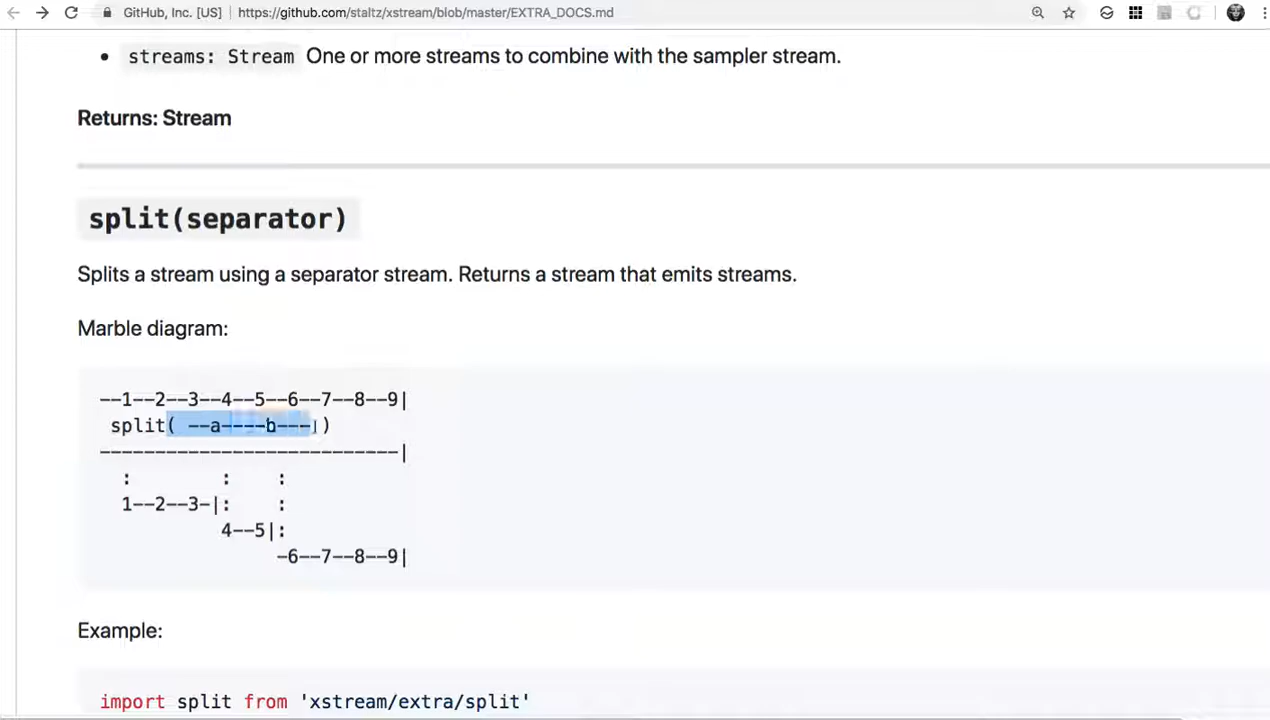 GitHub, Inc. [US] | https://github.com/staltz/xstream/blob/master/EXTRA_DOCS.md
• streams: Stream One or more streams to combine with the sampler stream.
Returns: Stream
split(separator)
Splits a stream using a separator stream. Returns a stream that emits streams.
Marble diagram:
--1--2--3--4--5--6--7--8--9|
 split( --a----b--- )
---------------------------|
  :        :    :
  1--2--3-|:    :
           4--5|:
                -6--7--8--9|
Example:
import split from 'xstream/extra/split'